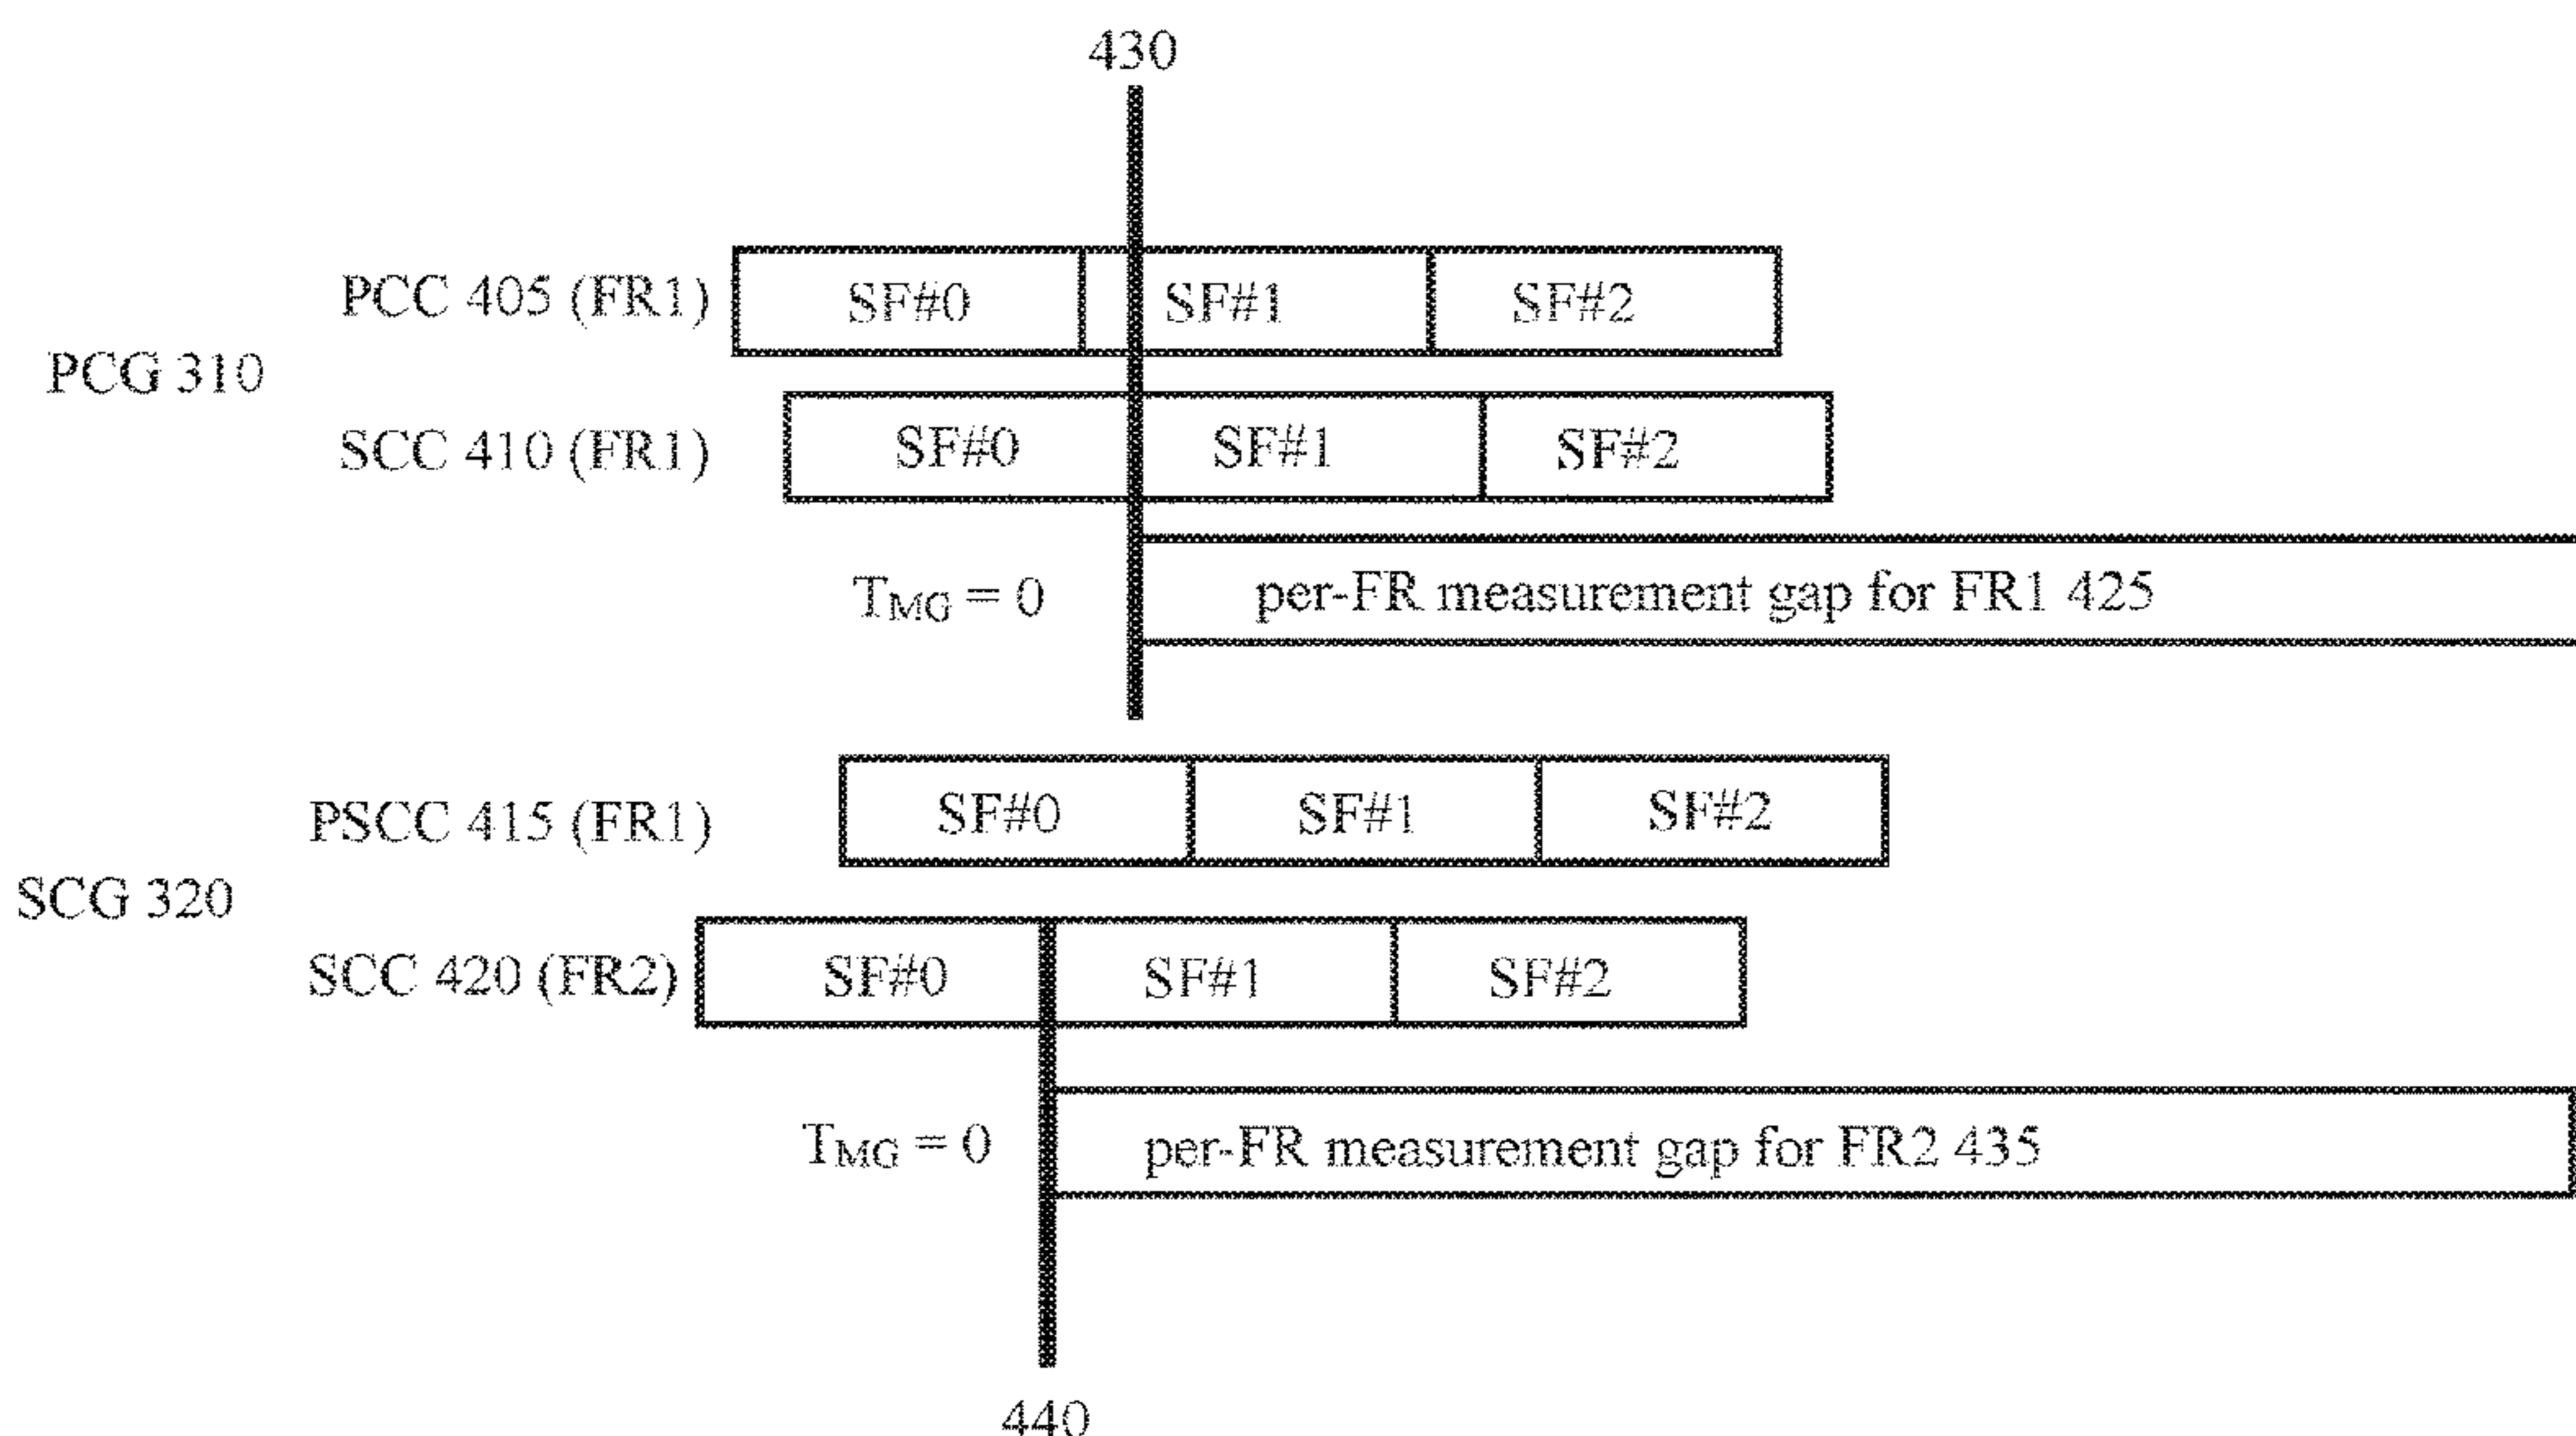 430
PCC 405 (FR1)
SF#0 SF#1 SF#2
PCG 310
SCC 410 (FR1)
SF#0 SF#1 SF#2
TMG = 0
per-FR measurement gap for FR1 425
PSCC 415 (FR1)
SF#0 SF#1 SF#2
SCG 320
SCC 420 (FR2)
SF#0 SF#1 SF#2
TMG = 0
per-FR measurement gap for FR2 435
440